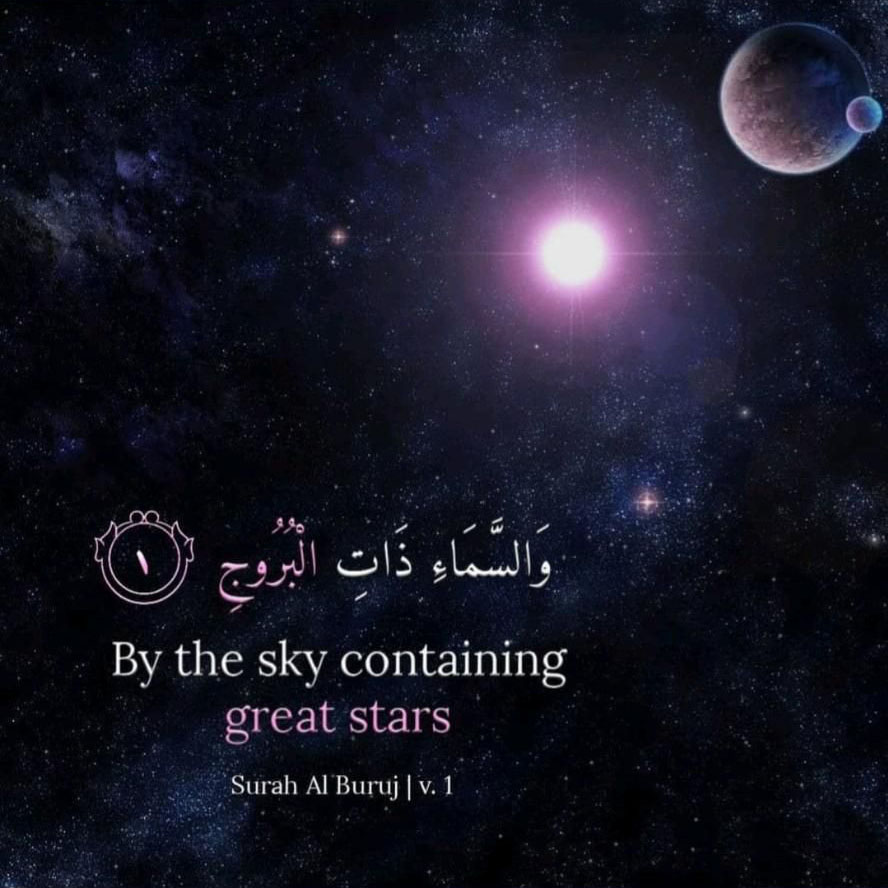 وَالسَّمَاءِ ذَاتِ الْبُرُوجِ ١
By the sky containing
great stars
Surah Al Buruj | v. 1